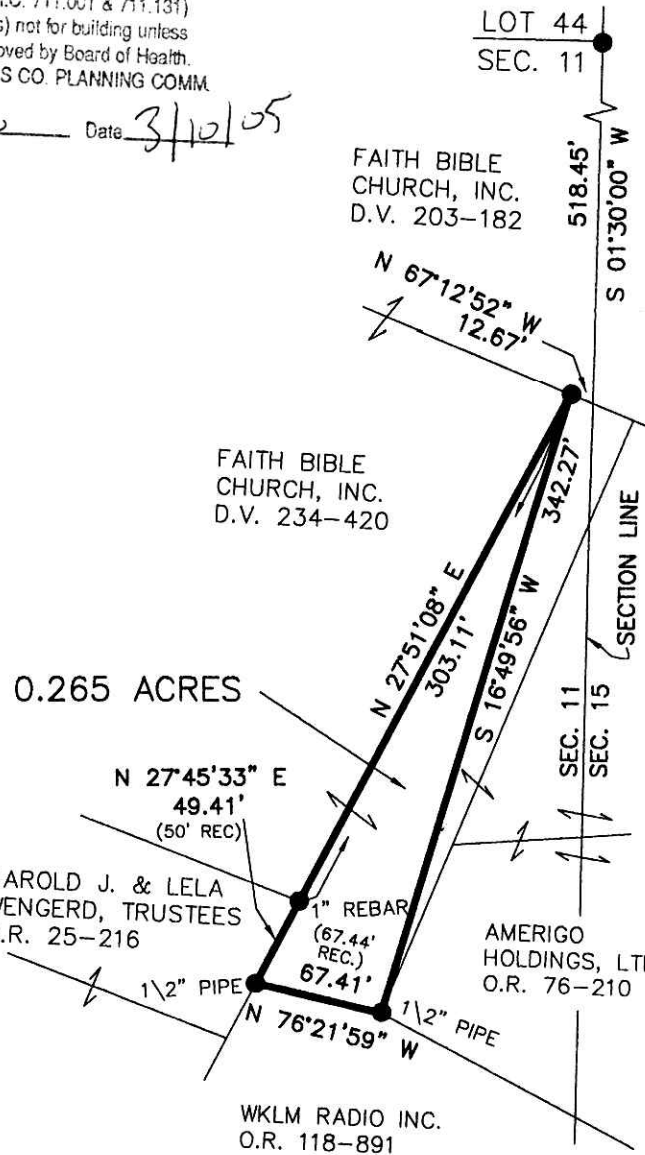 711.001 & 711.131)
not for building unless
by Board of Health.
CO. PLANNING COMM.
Date 3/10/05
LOT 44
SEC. 11
518.45'
S 01°30'00" W
FAITH BIBLE
CHURCH, INC.
D.V. 203-182
N 67°12'52" W
12.67'
FAITH BIBLE
CHURCH, INC.
D.V. 234-420
342.27'
S 16°49'56" W
N 27°51'08" E
303.11'
SECTION LINE
SEC. 11
SEC. 15
0.265 ACRES
N 27°45'33" E
49.41'
(50' REC)
J. & LELA
TRUSTEES
25-216
1" REBAR
(67.44'
REC.)
67.41'
1\2" PIPE
N 76°21'59" W
1\2" PIPE
AMERIGO
HOLDINGS,
O.R. 76-210
WKLM RADIO INC.
O.R. 118-891